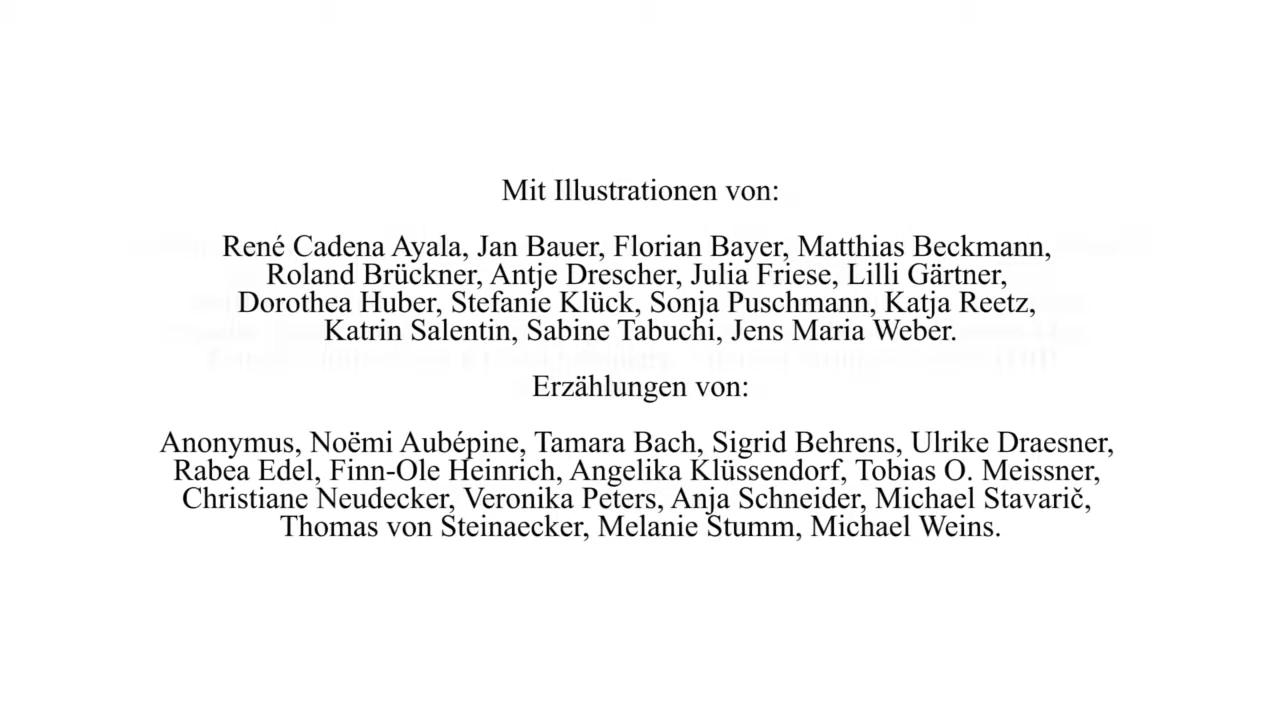 Mit Illustrationen von:
René Cadena Ayala, Jan Bauer, Florian Bayer, Matthias Beckmann,
Roland Brückner, Antje Drescher, Julia Friese, Lilli Gärtner,
Dorothea Huber, Stefanie Klück, Sonja Puschmann, Katja Reetz,
Katrin Salentin, Sabine Tabuchi, Jens Maria Weber.
Erzählungen von:
Anonymus, Noëmi Aubépine, Tamara Bach, Sigrid Behrens, Ulrike Draesner,
Rabea Edel, Finn-Ole Heinrich, Angelika Klüssendorf, Tobias O. Meissner,
Christiane Neudecker, Veronika Peters, Anja Schneider, Michael Stavarič,
Thomas von Steinaecker, Melanie Stumm, Michael Weins.